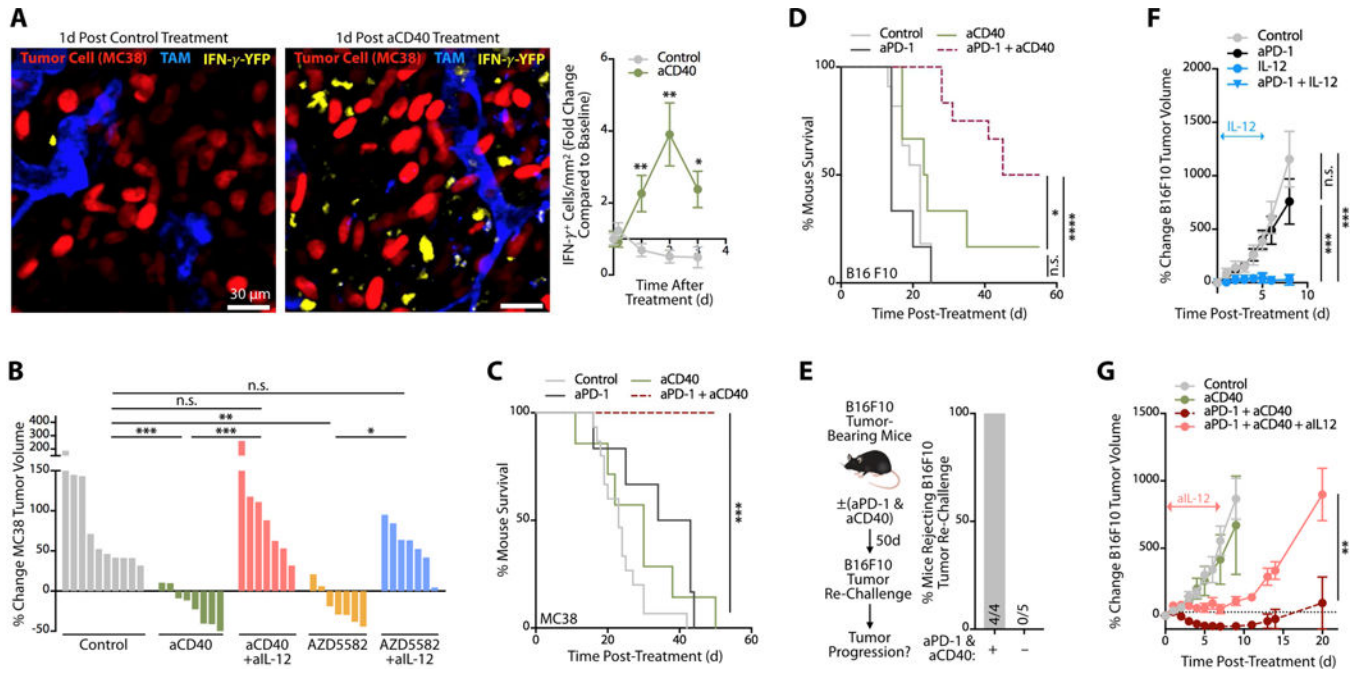 A
1d Post Control Treatment
Tumor Cell (MC38) TAM IFN-γ-YFP
30 μm
1d Post aCD40 Treatment
Tumor Cell (MC38) TAM IFN-γ-YFP
Control
aCD40
IFN-γ+ Cells/mm² (Fold Change
Compared to Baseline)
6
4
2
0
**
**
*
0 1 2 3 4
Time After
Treatment (d)
B
n.s.
n.s.
**
*** *** *
% Change MC38 Tumor Volume
400
300
200
150
100
50
0
-50
Control
aCD40
aCD40
+aIL-12
AZD5582
AZD5582
+aIL-12
C
Control aCD40
aPD-1 aPD-1 + aCD40
% Mouse Survival
100
50
0
***
MC38
0 20 40 60
Time Post-Treatment (d)
D
Control aCD40
aPD-1 aPD-1 + aCD40
% Mouse Survival
100
50
0
*
n.s.
****
B16 F10
0 20 40 60
Time Post-Treatment (d)
E
B16F10
Tumor-
Bearing Mice
±(aPD-1 &
aCD40)
50d
B16F10
Tumor
Re-Challenge
Tumor
Progression?
% Mice Rejecting B16F10
Tumor Re-Challenge
100
50
0
4/4
0/5
aPD-1 &
aCD40: + −
F
Control
aPD-1
IL-12
aPD-1 + IL-12
% Change B16F10 Tumor Volume
2000
1500
1000
500
0
IL-12
n.s.
***
***
0 5 10
Time Post-Treatment (d)
G
Control
aCD40
aPD-1 + aCD40
aPD-1 + aCD40 + aIL12
% Change B16F10 Tumor Volume
1500
1000
500
0
aIL-12
**
0 5 10 15 20
Time Post-Treatment (d)